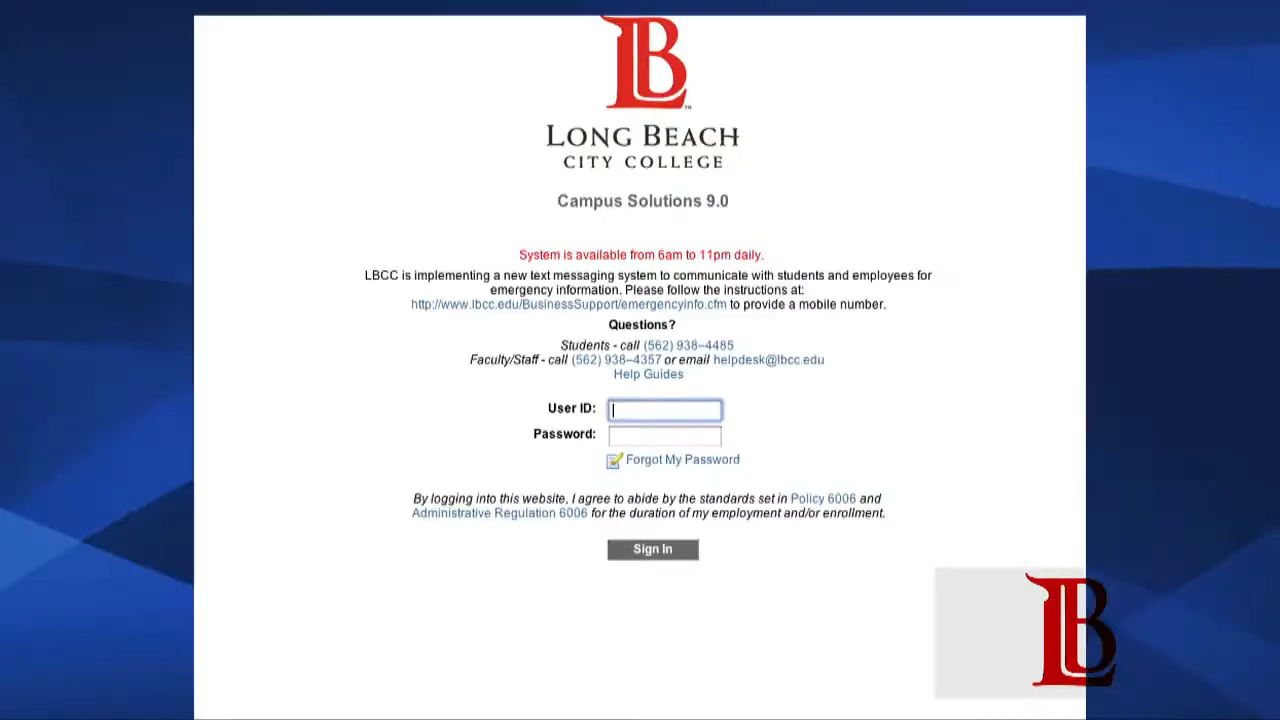 LB
LONG BEACH
CITY COLLEGE
Campus Solutions 9.0
System is available from 6am to 11pm daily.
LBCC is implementing a new text messaging system to communicate with students and employees for
emergency information. Please follow the instructions at:
http://www.lbcc.edu/BusinessSupport/emergencyinfo.cfm to provide a mobile number.
Questions?
Students - call (562) 938–4485
Faculty/Staff - call (562) 938–4357 or email helpdesk@lbcc.edu
Help Guides
User ID:
Password:
Forgot My Password
By logging into this website, I agree to abide by the standards set in Policy 6006 and
Administrative Regulation 6006 for the duration of my employment and/or enrollment.
Sign In
LB